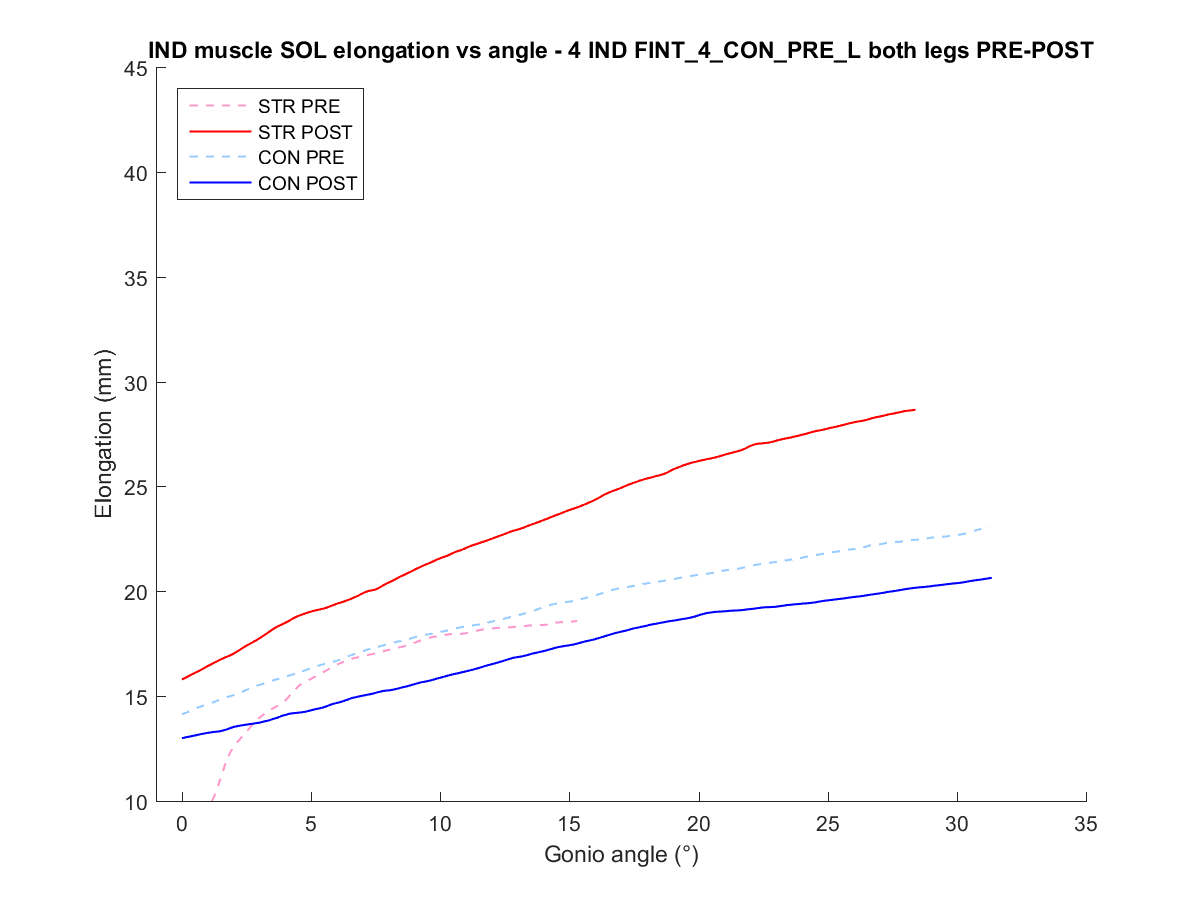 IND muscle SOL elongation vs angle - 4 IND FINT_4_CON_PRE_L both legs PRE-POST
STR PRE
STR POST
CON PRE
CON POST
45
40
35
30
25
20
15
10
Elongation (mm)
0 5 10 15 20 25 30 35
Gonio angle (°)